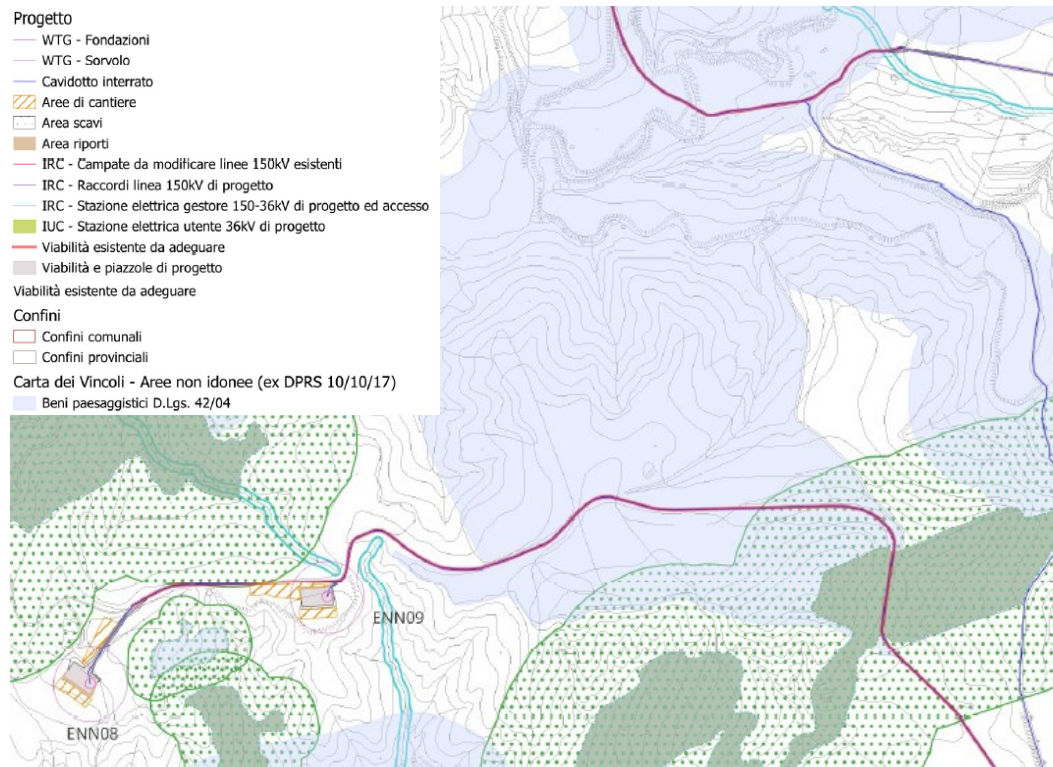 Progetto
WTG - Fondazioni
WTG - Sorvolo
Cavidotto interrato
Aree di cantiere
Area scavi
Area riporti
IRC - Campate da modificare linee 150kV esistenti
IRC - Raccordi linea 150kV di progetto
IRC - Stazione elettrica gestore 150-36kV di progetto ed accesso
IUC - Stazione elettrica utente 36kV di progetto
Viabilità esistente da adeguare
Viabilità e piazzole di progetto
Viabilità esistente da adeguare
Confini
Confini comunali
Confini provinciali
Carta dei Vincoli - Aree non idonee (ex DPRS 10/10/17)
Beni paesaggistici D.Lgs. 42/04
ENN09
ENN08